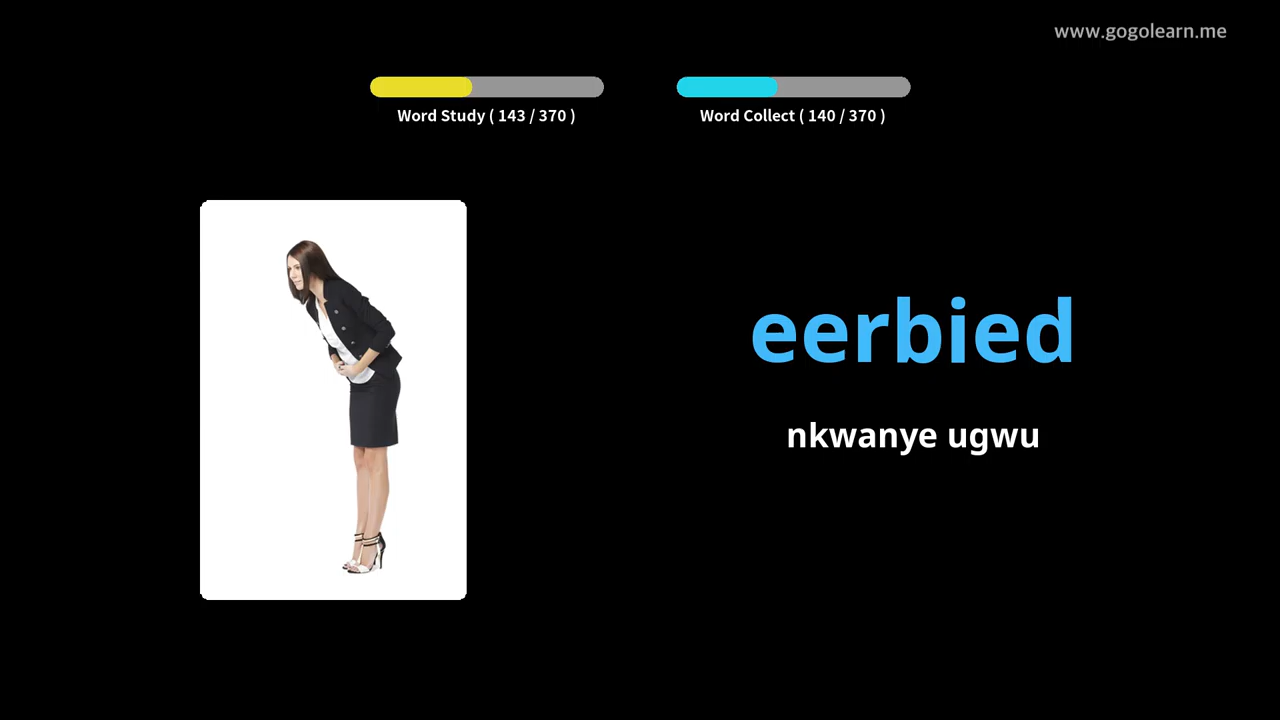 www.gogolearn.me
Word Study ( 143 / 370 )
Word Collect ( 140 / 370 )
eerbied
nkwanye ugwu